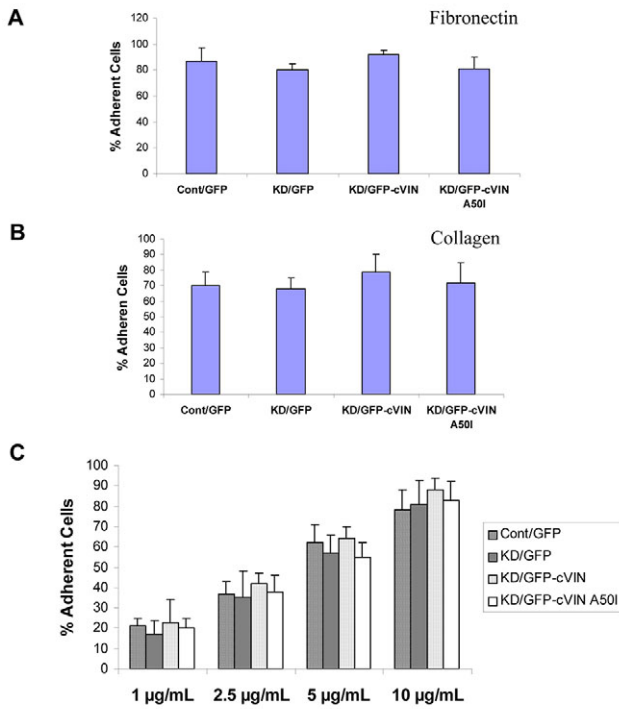 A
Fibronectin
% Adherent Cells
120
100
80
60
40
20
0
Cont/GFP KD/GFP KD/GFP-cVIN KD/GFP-cVIN
A50I
B
Collagen
% Adheren Cells
100
90
80
70
60
50
40
30
20
10
0
Cont/GFP KD/GFP KD/GFP-cVIN KD/GFP-cVIN
A50I
C
% Adherent Cells
100
90
80
70
60
50
40
30
20
10
0
1 µg/mL 2.5 µg/mL 5 µg/mL 10 µg/mL
Cont/GFP
KD/GFP
KD/GFP-cVIN
KD/GFP-cVIN A50I